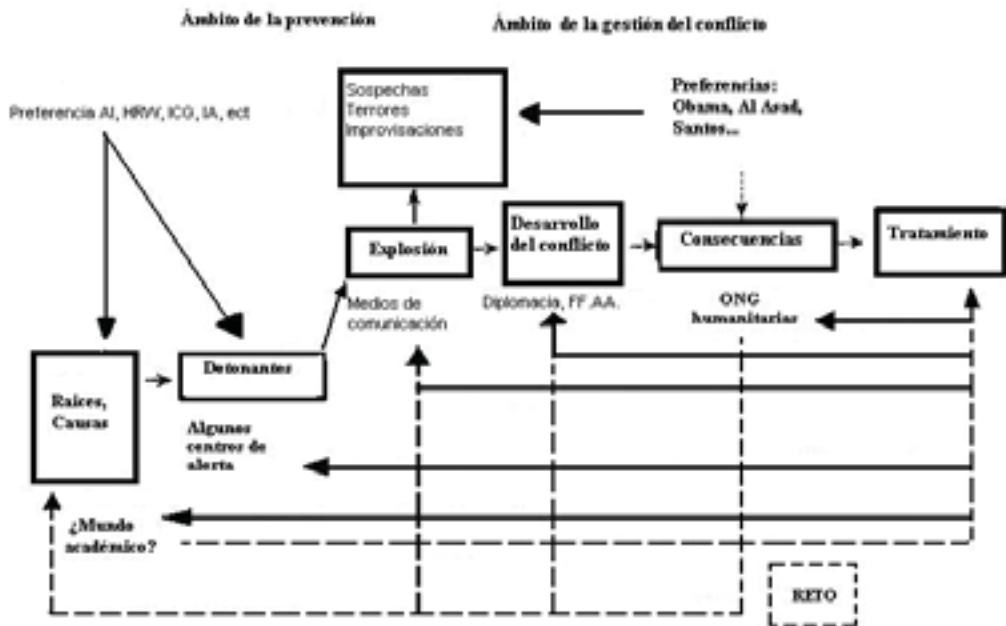 Ámbito de la prevención
Ámbito de la gestión del conflicto
Preferencia AI, HRW, ICG, IA, ect
Sospechas
Terrores
Improvisaciones
Preferencias:
Obama, Al Asad,
Santos...
Explosión
Desarrollo
del conflicto
Consecuencias
Tratamiento
Medios de
comunicación
Diplomacia, FF.AA.
ONG
humanitarias
Raíces,
Causas
Detonantes
Algunos
centros de
alerta
¿Mundo
académico?
RETO